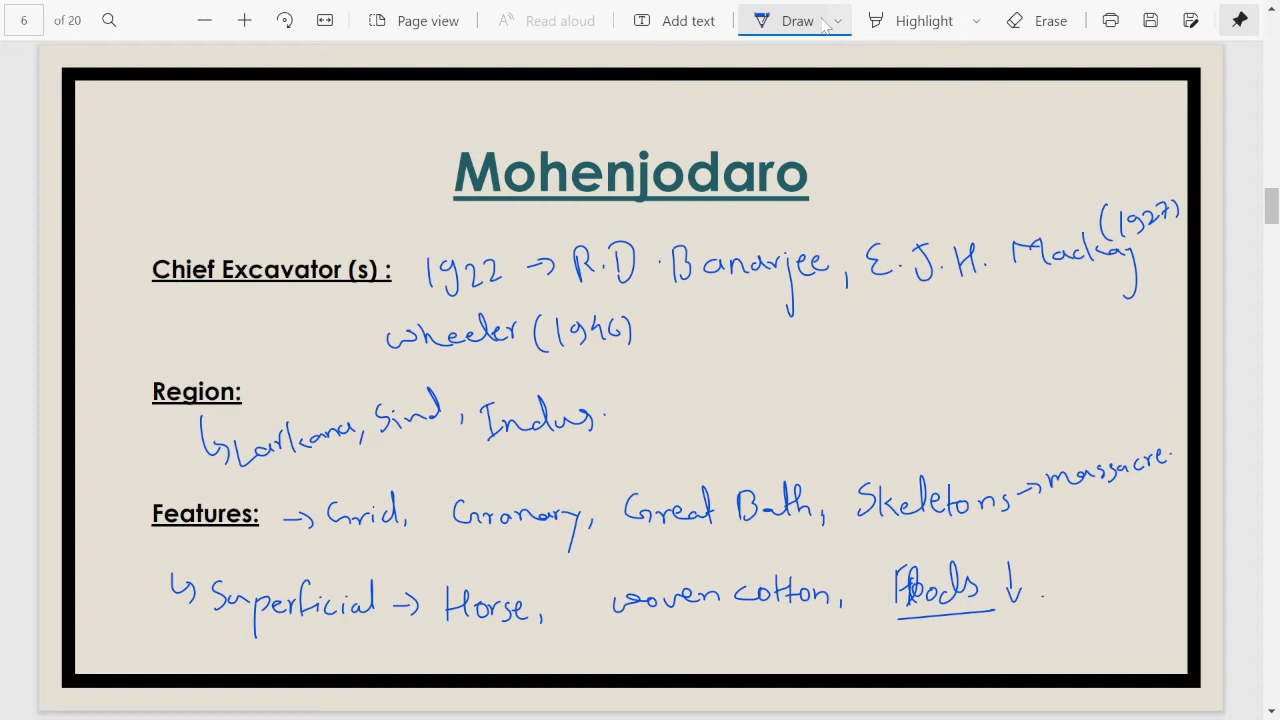 6 of 20 Page view Read aloud Add text Draw Highlight Erase
Mohenjodaro
(1927)
Chief Excavator (s) : 1922 → R.D. Banarjee, E.J.H. Mackay
wheeler (1946)
Region:
↳ Larkana, Sind, Indus.
Features: → Grid, Granary, Great Bath, Skeletons → massacre.
↳ Superficial → Horse, woven cotton, Floods ↓.